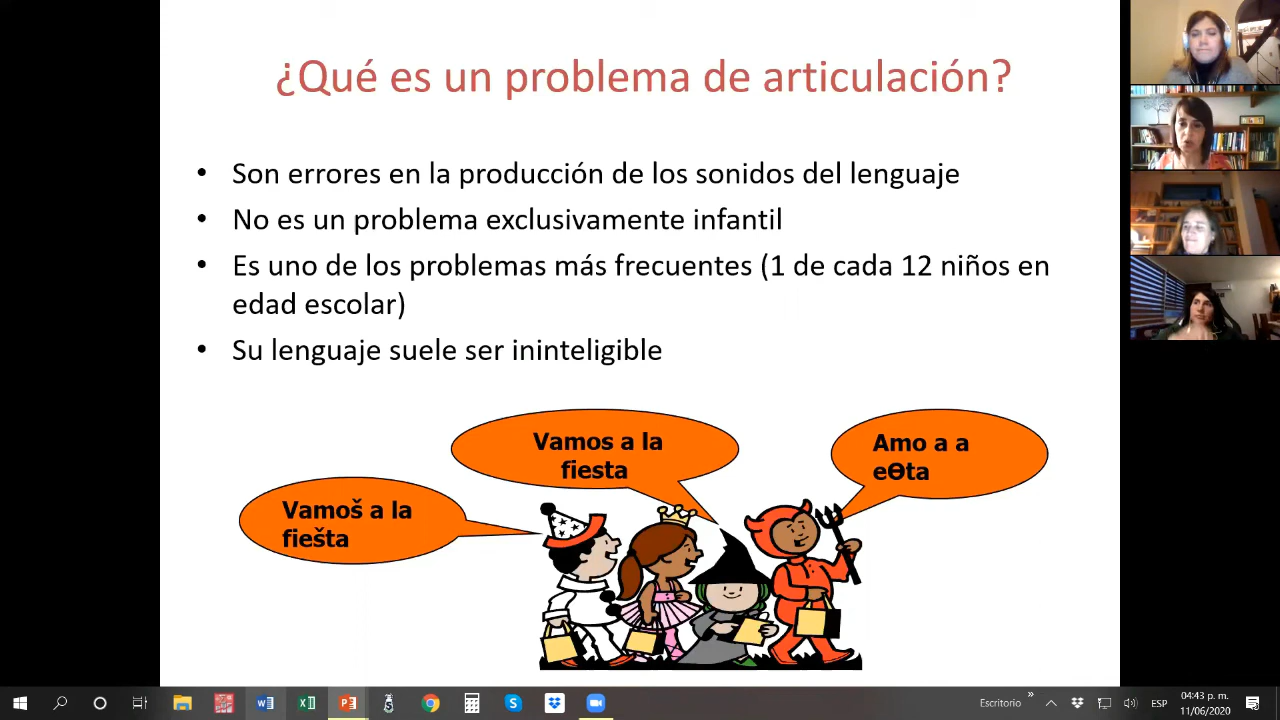 ¿Qué es un problema de articulación?
• Son errores en la producción de los sonidos del lenguaje
• No es un problema exclusivamente infantil
• Es uno de los problemas más frecuentes (1 de cada 12 niños en
edad escolar)
• Su lenguaje suele ser ininteligible
Vamoš a la
fiešta
Vamos a la
fiesta
Amo a a
eƟta
Escritorio
»
ESP
04:43 p. m.
11/06/2020